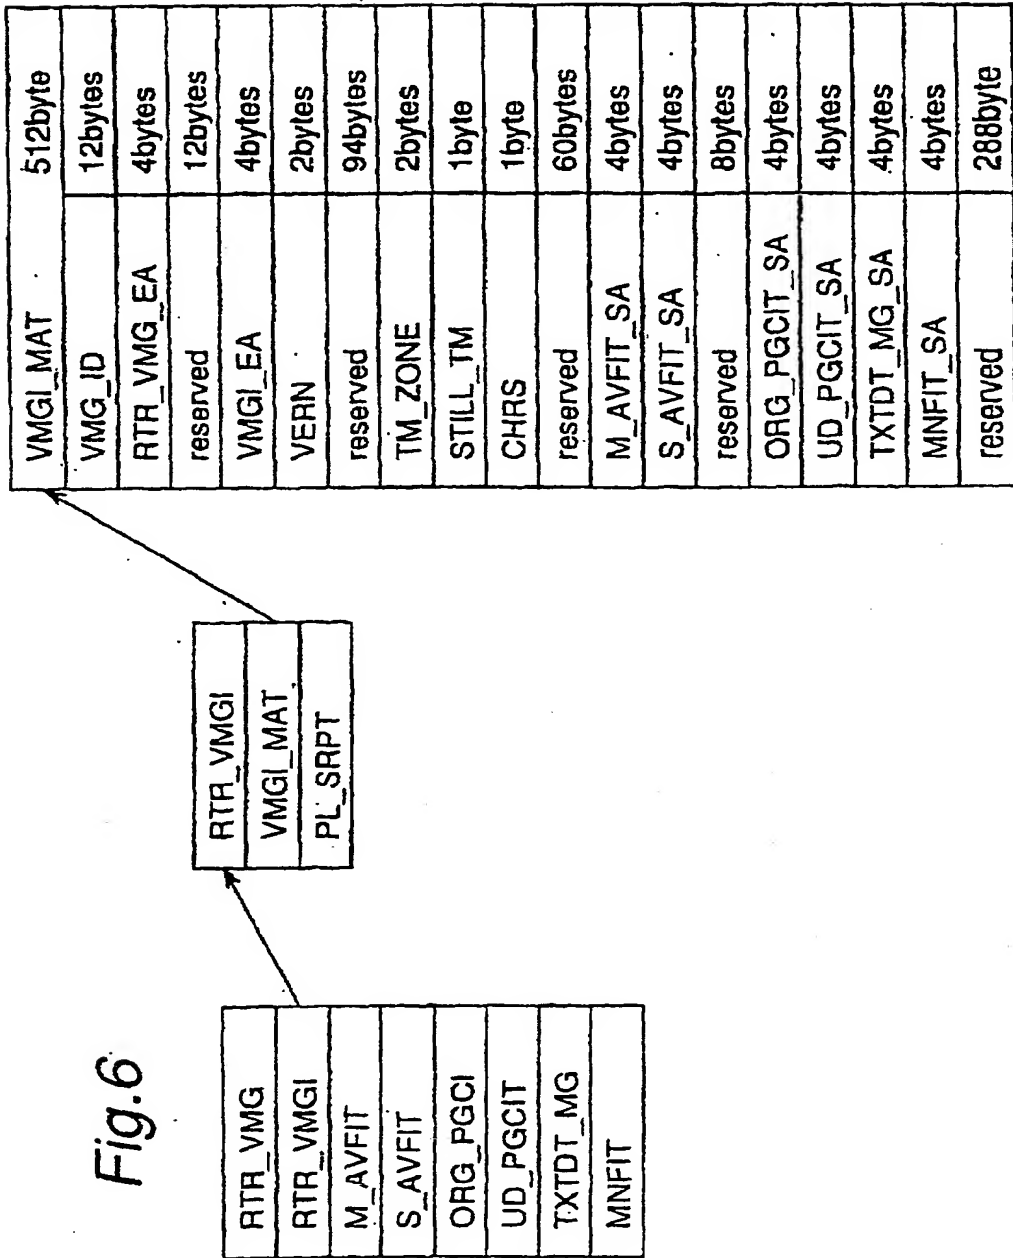 Fig.6
RTR_VMG
RTR_VMGI
M_AVFIT
S_AVFIT
ORG_PGCI
UD_PGCIT
TXTDT_MG
MNFIT
RTR_VMGI
VMGI_MAT
PL_SRPT
VMGI_MAT 512byte
VMG_ID 12bytes
RTR_VMG_EA 4bytes
reserved 12bytes
VMGI_EA 4bytes
VERN 2bytes
reserved 94bytes
TM_ZONE 2bytes
STILL_TM 1byte
CHRS 1byte
reserved 60bytes
M_AVFIT_SA 4bytes
S_AVFIT_SA 4bytes
reserved 8bytes
ORG_PGCIT_SA 4bytes
UD_PGCIT_SA 4bytes
TXTDT_MG_SA 4bytes
MNFIT_SA 4bytes
reserved 288byte